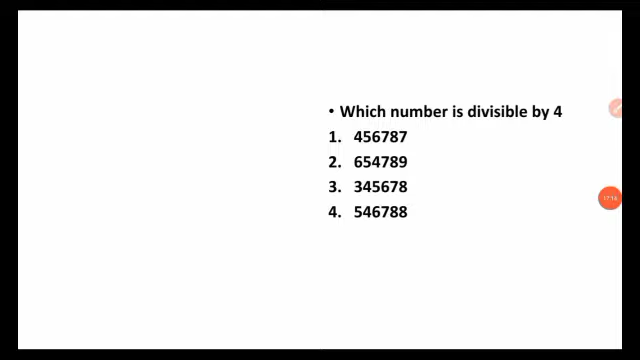 • Which number is divisible by 4
1. 456787
2. 654789
3. 345678
4. 546788